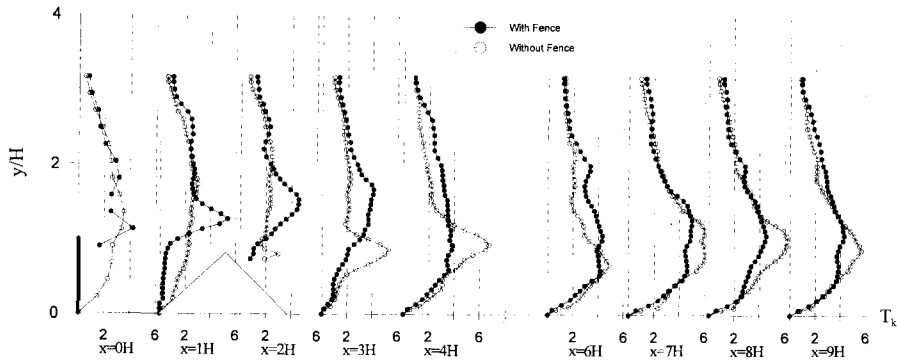 4
With Fence
Without Fence
y/H
2
0
T_k
2 6 2 6 2 6 2 6 2 6 2 6 2 6 2 6 2 6
x=0H x=1H x=2H x=3H x=4H x=6H x=7H x=8H x=9H